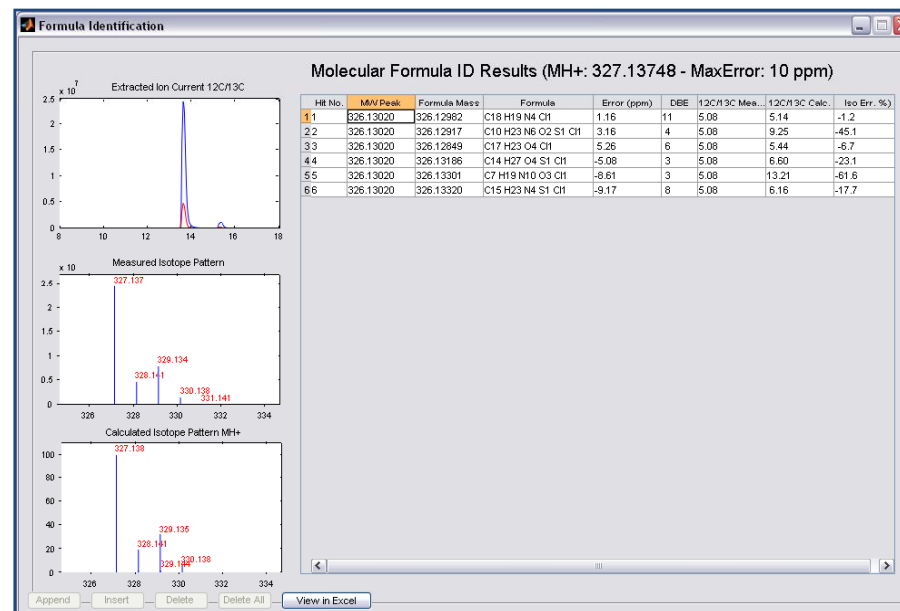 Formula Identification
Molecular Formula ID Results (MH+: 327.13748 - MaxError: 10 ppm)
Extracted Ion Current 12C/13C
x 10 7
2.5
2
1.5
1
0.5
0
8 10 12 14 16 18
Measured Isotope Pattern
x 10
2.5
2
1.5
1
0.5
0
327.137
328.141
329.134
330.138
331.141
326 328 330 332 334
Calculated Isotope Pattern MH+
100
80
60
40
20
0
327.138
328.141
329.135
329.144
330.138
326 328 330 332 334
Hit No. MW Peak Formula Mass Formula Error (ppm) DBE 12C/13C Mea... 12C/13C Calc. Iso Err. %)
1 1 326.13020 326.12982 C18 H19 N4 Cl1 1.16 11 5.08 5.14 -1.2
2 2 326.13020 326.12917 C10 H23 N6 O2 S1 Cl1 3.16 4 5.08 9.25 -45.1
3 3 326.13020 326.12849 C17 H23 O4 Cl1 5.26 6 5.08 5.44 -6.7
4 4 326.13020 326.13186 C14 H27 O4 S1 Cl1 -5.08 3 5.08 6.60 -23.1
5 5 326.13020 326.13301 C7 H19 N10 O3 Cl1 -8.61 3 5.08 13.21 -61.6
6 6 326.13020 326.13320 C15 H23 N4 S1 Cl1 -9.17 8 5.08 6.16 -17.7
Append Insert Delete Delete All View in Excel